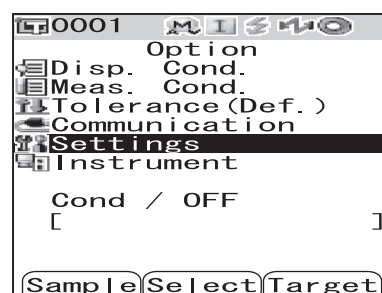 0001 M I
Option
Disp. Cond.
Meas. Cond.
Tolerance(Def.)
Communication
Settings
Instrument
Cond / OFF
[ ]
Sample Select Target